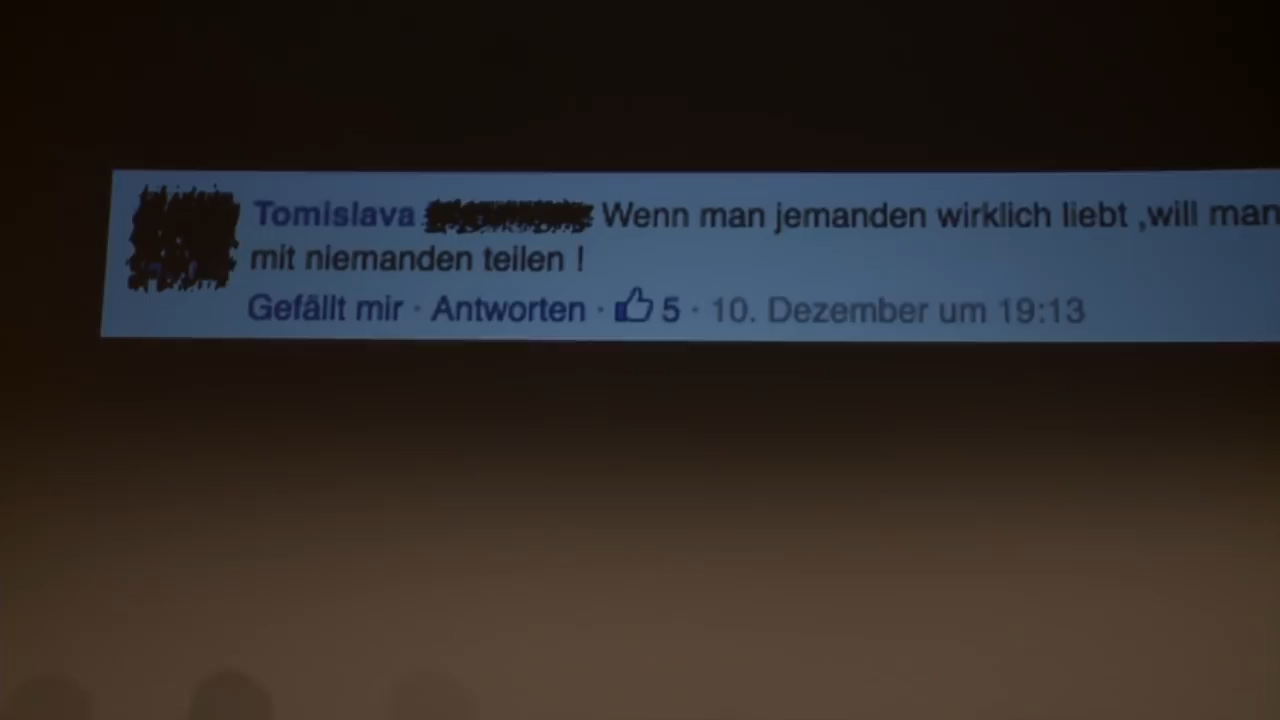 Tomislava Wenn man jemanden wirklich liebt ,will man
mit niemanden teilen !
Gefällt mir · Antworten · 5 · 10. Dezember um 19:13